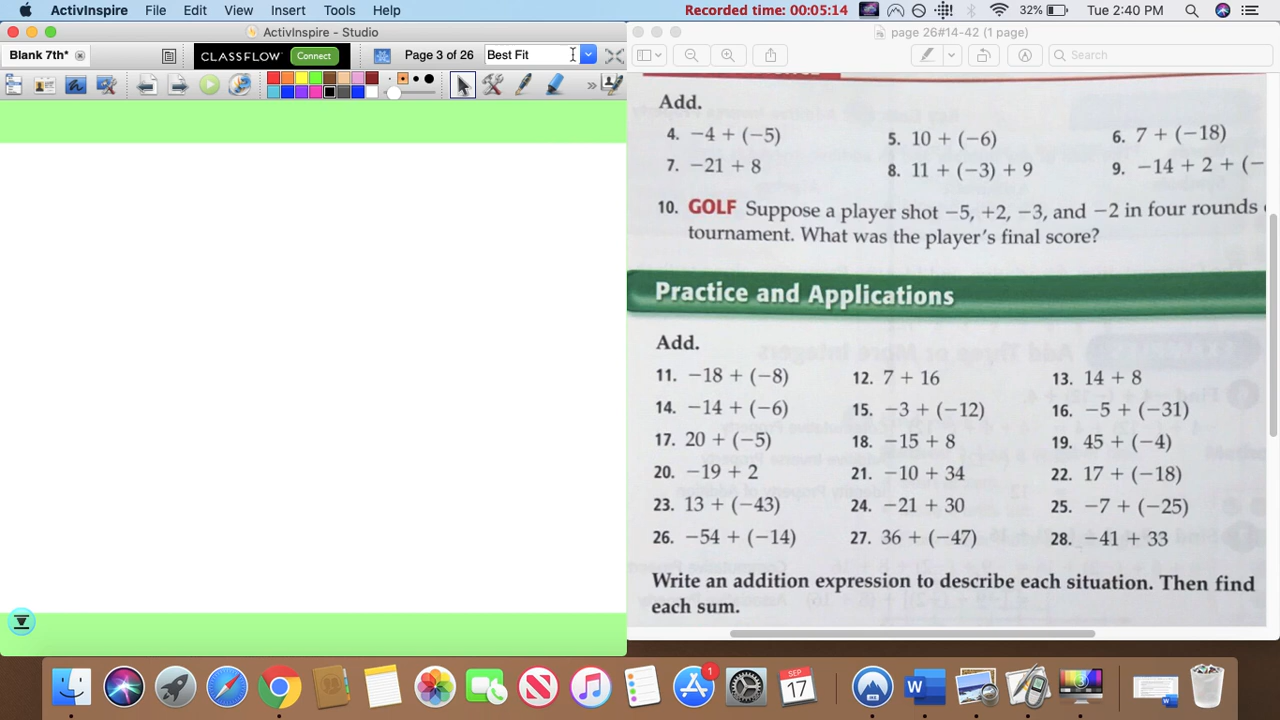 ActivInspire File Edit View Insert Tools Help Recorded time: 00:05:14 32% Tue 2:40 PM
ActivInspire - Studio
page 26#14-42 (1 page)
Blank 7th*
CLASSFLOW Connect
Page 3 of 26
Best Fit
Search
Add.
4. −4 + (−5) 5. 10 + (−6) 6. 7 + (−18)
7. −21 + 8 8. 11 + (−3) + 9 9. −14 + 2 + (−
10. GOLF Suppose a player shot −5, +2, −3, and −2 in four rounds
tournament. What was the player's final score?
Practice and Applications
Add.
11. −18 + (−8) 12. 7 + 16 13. 14 + 8
14. −14 + (−6) 15. −3 + (−12) 16. −5 + (−31)
17. 20 + (−5) 18. −15 + 8 19. 45 + (−4)
20. −19 + 2 21. −10 + 34 22. 17 + (−18)
23. 13 + (−43) 24. −21 + 30 25. −7 + (−25)
26. −54 + (−14) 27. 36 + (−47) 28. −41 + 33
Write an addition expression to describe each situation. Then find
each sum.
1
SEP
17
W